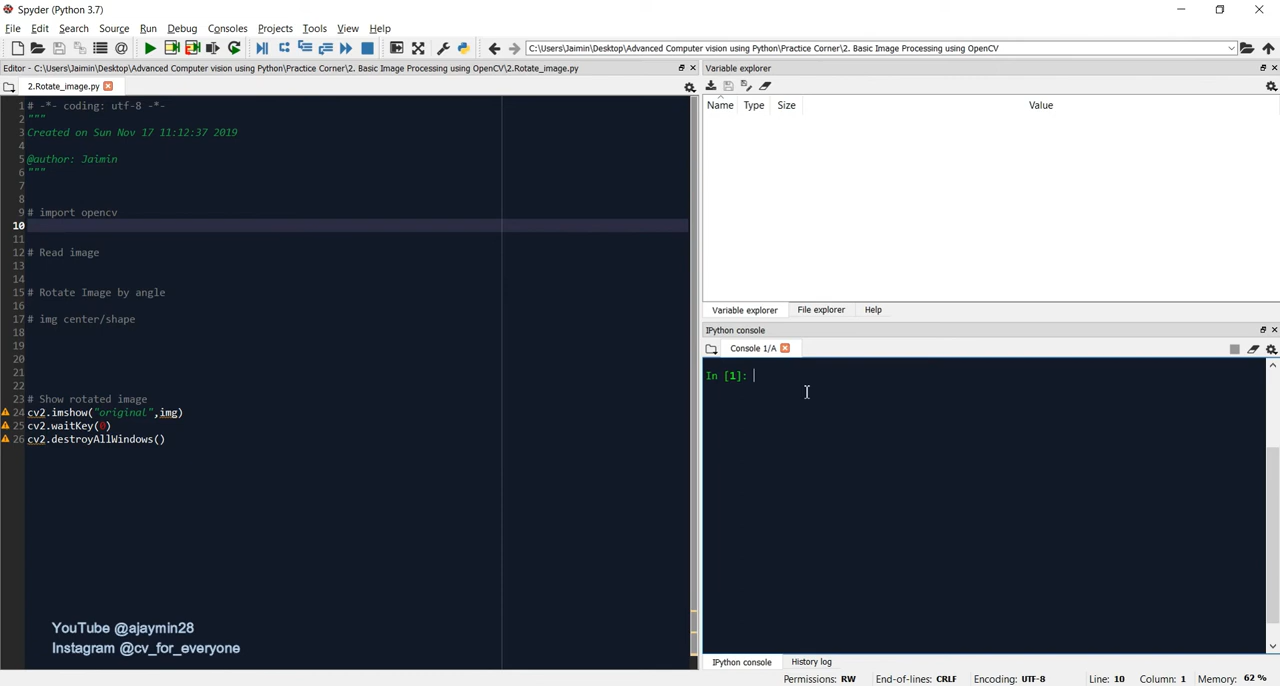 Spyder (Python 3.7)
File Edit Search Source Run Debug Consoles Projects Tools View Help
C:\Users\Jaimin\Desktop\Advanced Computer vision using Python\Practice Corner\2. Basic Image Processing using OpenCV
Editor - C:\Users\Jaimin\Desktop\Advanced Computer vision using Python\Practice Corner\2. Basic Image Processing using OpenCV\2.Rotate_image.py
2.Rotate_image.py
1 # -*- coding: utf-8 -*-
2 """
3 Created on Sun Nov 17 11:12:37 2019
4
5 @author: Jaimin
6 """
7
8
9 # import opencv
10
11
12 # Read image
13
14
15 # Rotate Image by angle
16
17 # img center/shape
18
19
20
21
22
23 # Show rotated image
24 cv2.imshow("original",img)
25 cv2.waitKey(0)
26 cv2.destroyAllWindows()
YouTube @ajaymin28
Instagram @cv_for_everyone
Variable explorer
Name Type Size Value
Variable explorer File explorer Help
IPython console
Console 1/A
In [1]:
IPython console History log
Permissions: RW End-of-lines: CRLF Encoding: UTF-8 Line: 10 Column: 1 Memory: 62 %